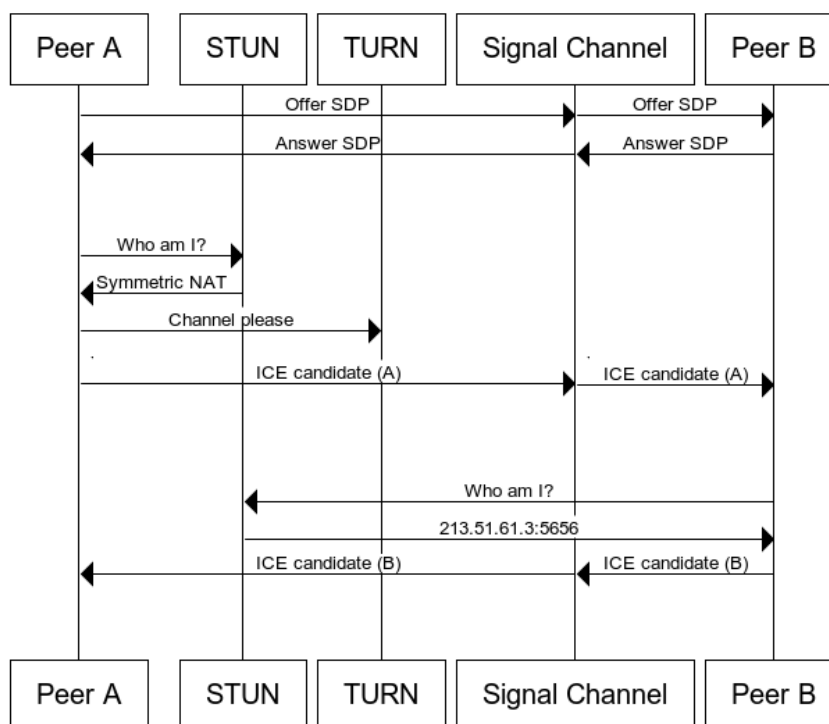 Peer A STUN TURN Signal Channel Peer B
Offer SDP Offer SDP
Answer SDP Answer SDP
Who am I?
Symmetric NAT
Channel please
ICE candidate (A) ICE candidate (A)
Who am I?
213.51.61.3:5656
ICE candidate (B) ICE candidate (B)
Peer A STUN TURN Signal Channel Peer B